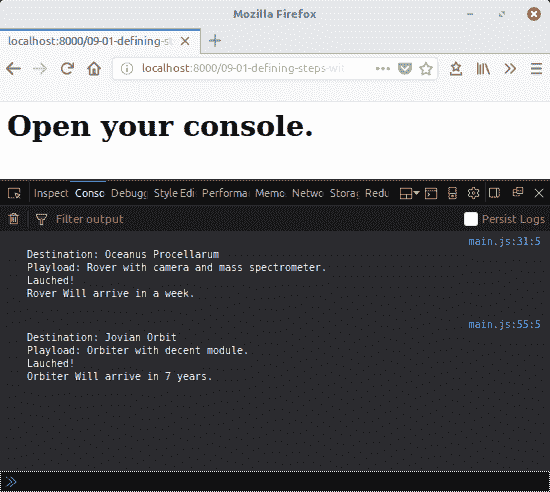 Mozilla Firefox
localhost:8000/09-01-defining-st
localhost:8000/09-01-defining-steps-wit
Open your console.
Inspect Conso Debugg Style Edi Performa Memo Netwo Storag Redu
Filter output Persist Logs
main.js:31:5
Destination: Oceanus Procellarum
Playload: Rover with camera and mass spectrometer.
Lauched!
Rover Will arrive in a week.
main.js:55:5
Destination: Jovian Orbit
Playload: Orbiter with decent module.
Lauched!
Orbiter Will arrive in 7 years.